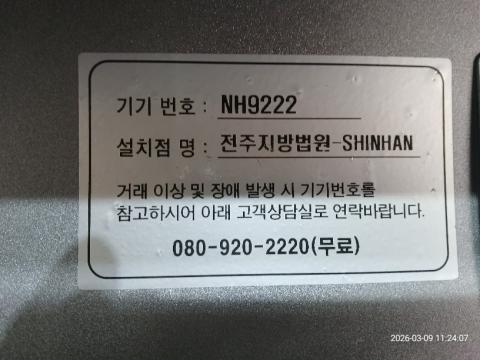 기기 번호 : NH9222
설치점 명 : 전주지방법원-SHINHAN
거래 이상 및 장애 발생 시 기기번호를
참고하시어 아래 고객상담실로 연락바랍니다.
080-920-2220(무료)
2026-03-09 11:24:07